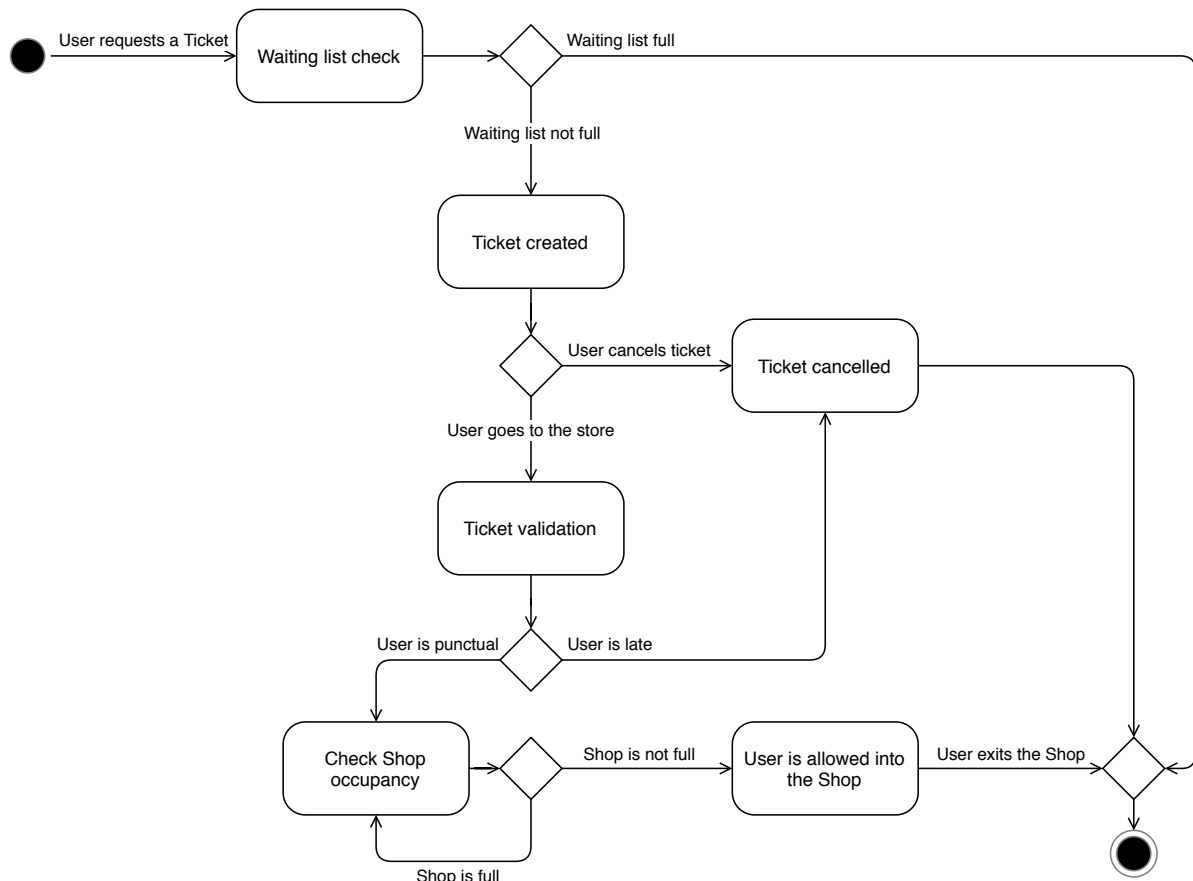 User requests a Ticket
Waiting list check
Waiting list full
Waiting list not full
Ticket created
User cancels ticket
Ticket cancelled
User goes to the store
Ticket validation
User is punctual
User is late
Check Shop
occupancy
Shop is not full
User is allowed into
the Shop
User exits the Shop
Shop is full